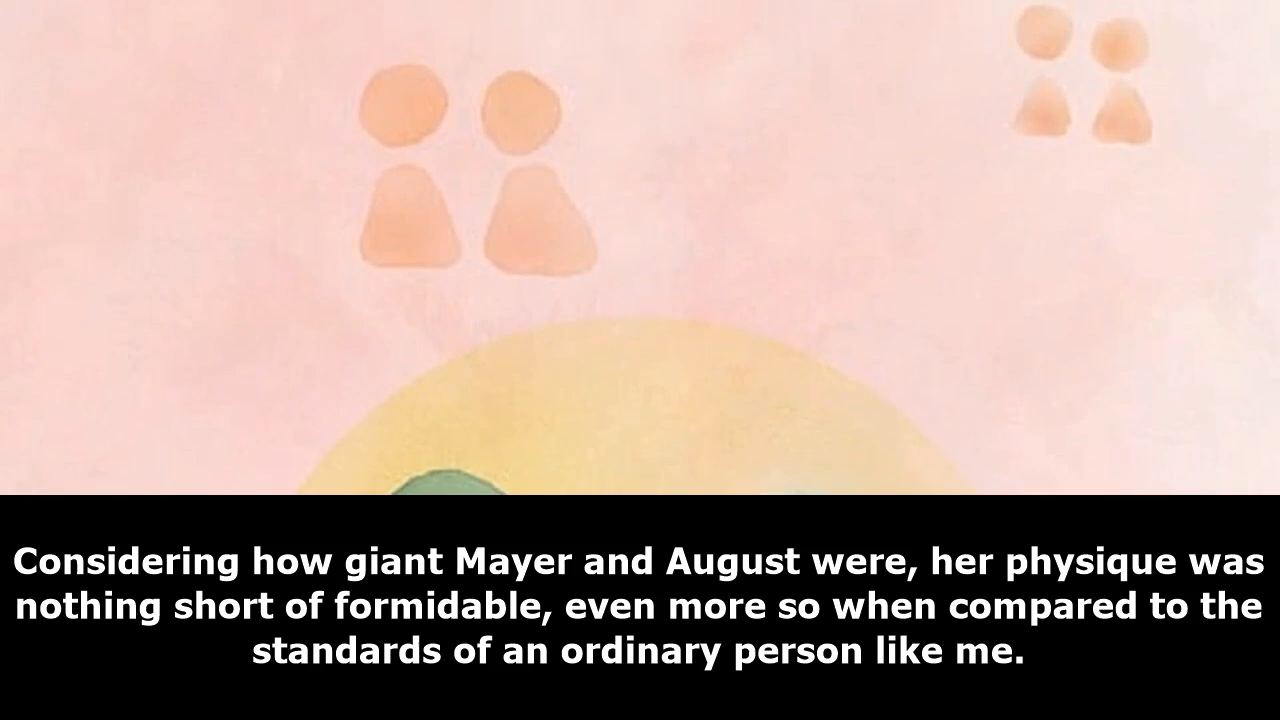 Considering how giant Mayer and August were, her physique was
nothing short of formidable, even more so when compared to the
standards of an ordinary person like me.